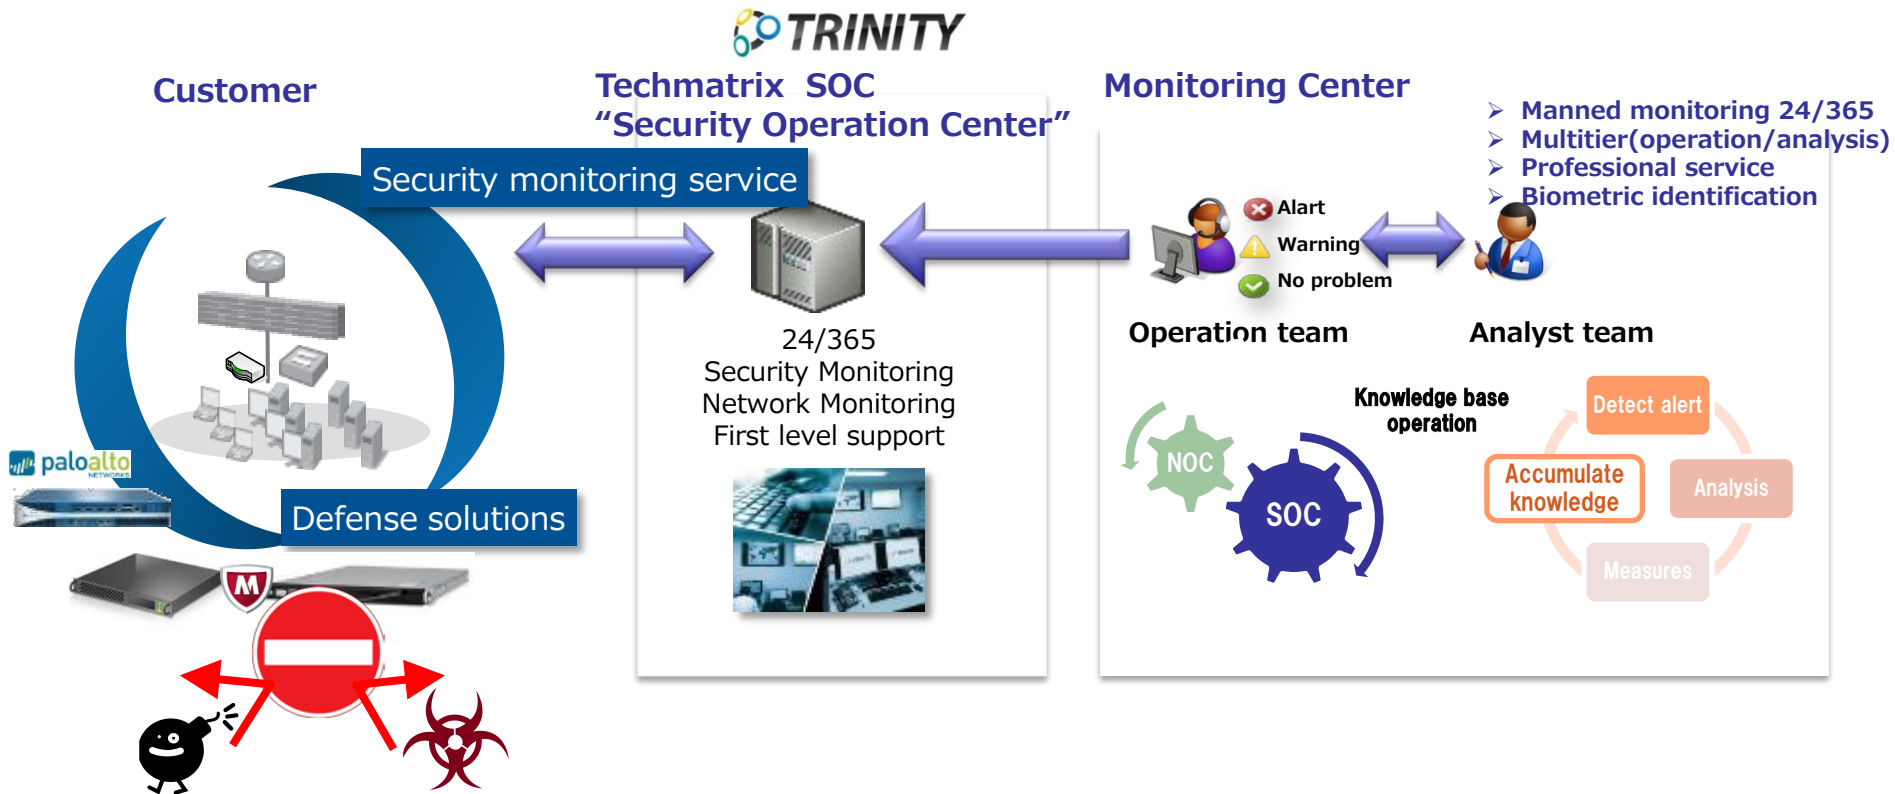 TRINITY
Customer
Techmatrix SOC
“Security Operation Center”
Monitoring Center
➢ Manned monitoring 24/365
➢ Multitier(operation/analysis)
➢ Professional service
➢ Biometric identification
Security monitoring service
Alart
Warning
No problem
24/365
Security Monitoring
Network Monitoring
First level support
Operation team
Analyst team
Knowledge base
operation
NOC
SOC
Detect alert
Analysis
Measures
Accumulate
knowledge
paloalto
NETWORKS
Defense solutions
M